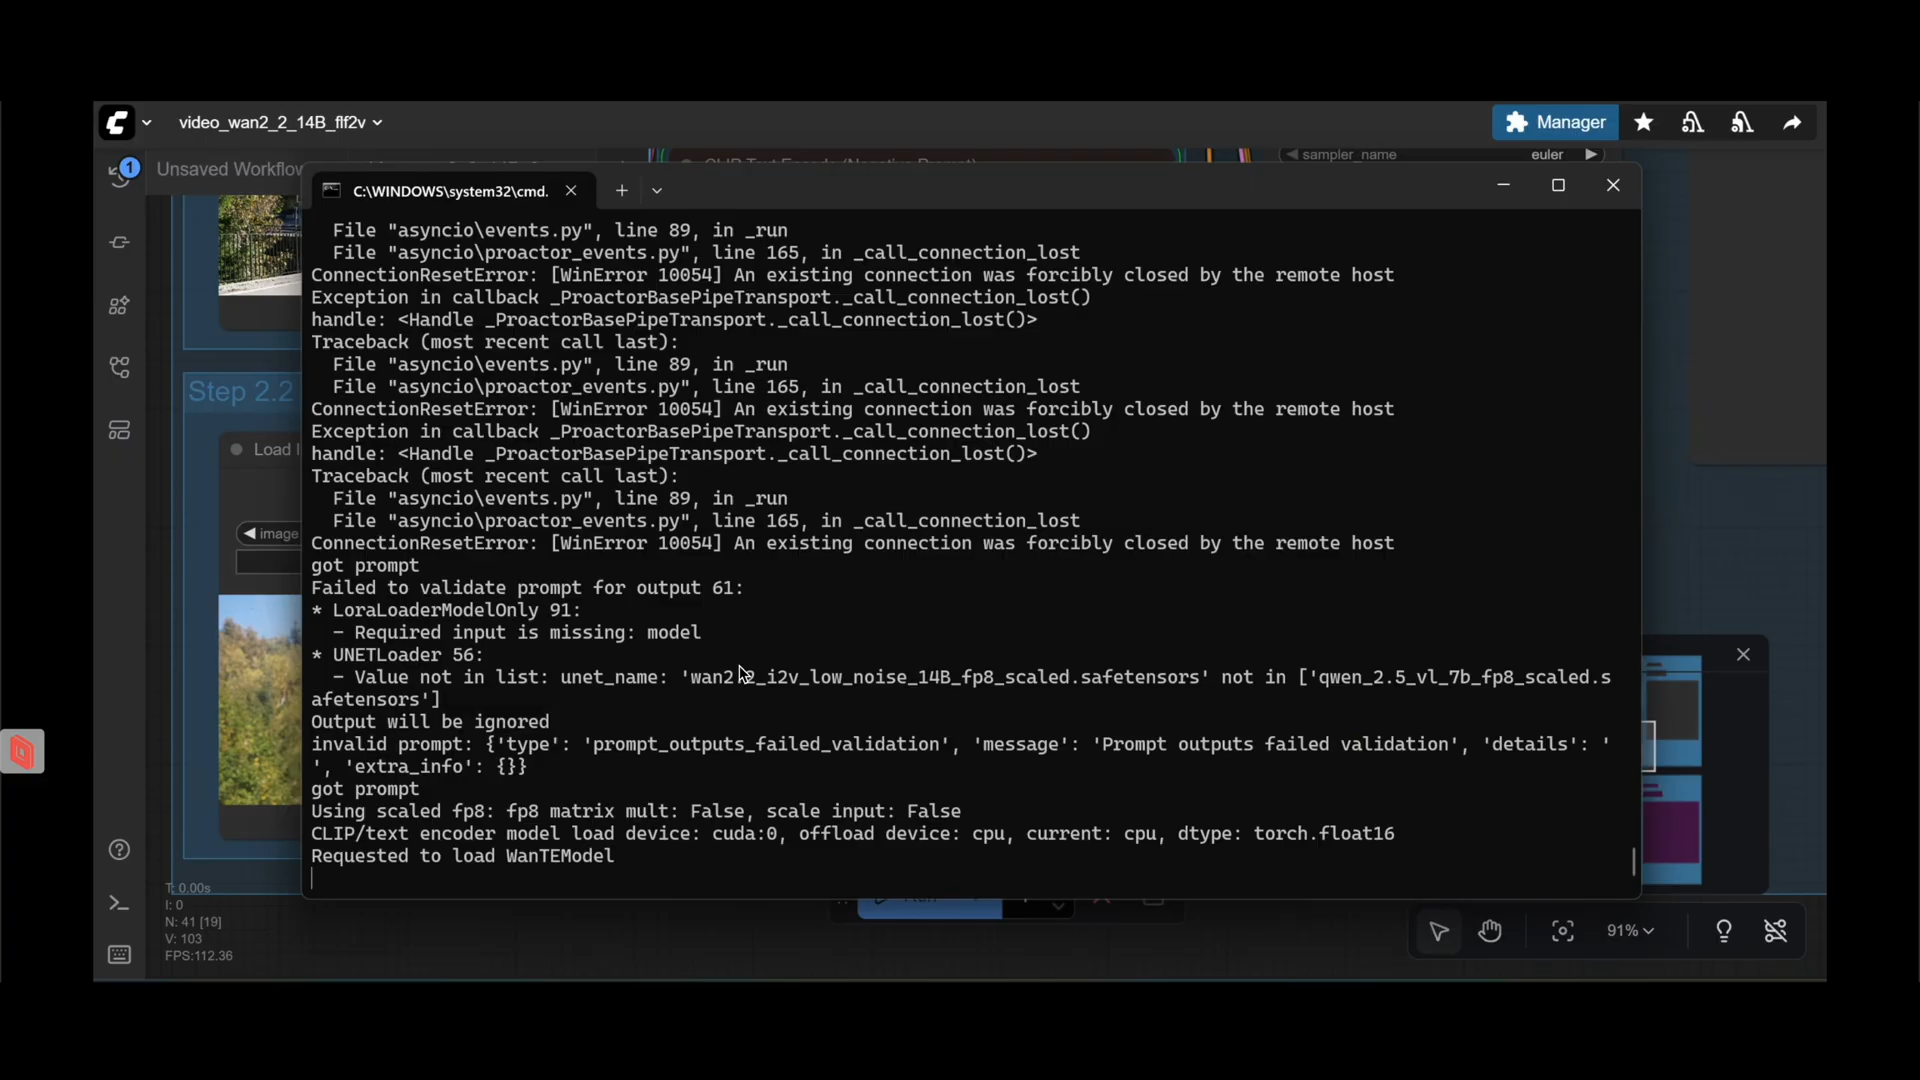 video_wan2_2_14B_flf2v
Manager
1
Unsaved Workflow
sampler_name
euler
C:\WINDOWS\system32\cmd.
File "asyncio\events.py", line 89, in _run
File "asyncio\proactor_events.py", line 165, in _call_connection_lost
ConnectionResetError: [WinError 10054] An existing connection was forcibly closed by the remote host
Exception in callback _ProactorBasePipeTransport._call_connection_lost()
handle: <Handle _ProactorBasePipeTransport._call_connection_lost()>
Traceback (most recent call last):
File "asyncio\events.py", line 89, in _run
File "asyncio\proactor_events.py", line 165, in _call_connection_lost
ConnectionResetError: [WinError 10054] An existing connection was forcibly closed by the remote host
Exception in callback _ProactorBasePipeTransport._call_connection_lost()
handle: <Handle _ProactorBasePipeTransport._call_connection_lost()>
Traceback (most recent call last):
File "asyncio\events.py", line 89, in _run
File "asyncio\proactor_events.py", line 165, in _call_connection_lost
ConnectionResetError: [WinError 10054] An existing connection was forcibly closed by the remote host
got prompt
Failed to validate prompt for output 61:
* LoraLoaderModelOnly 91:
- Required input is missing: model
* UNETLoader 56:
- Value not in list: unet_name: 'wan2.2_i2v_low_noise_14B_fp8_scaled.safetensors' not in ['qwen_2.5_vl_7b_fp8_scaled.s
afetensors']
Output will be ignored
invalid prompt: {'type': 'prompt_outputs_failed_validation', 'message': 'Prompt outputs failed validation', 'details': '
', 'extra_info': {}}
got prompt
Using scaled fp8: fp8 matrix mult: False, scale input: False
CLIP/text encoder model load device: cuda:0, offload device: cpu, current: cpu, dtype: torch.float16
Requested to load WanTEModel
Step 2.2
Load I
image
T: 0.00s
I: 0
N: 41 [19]
V: 103
FPS:112.36
91%